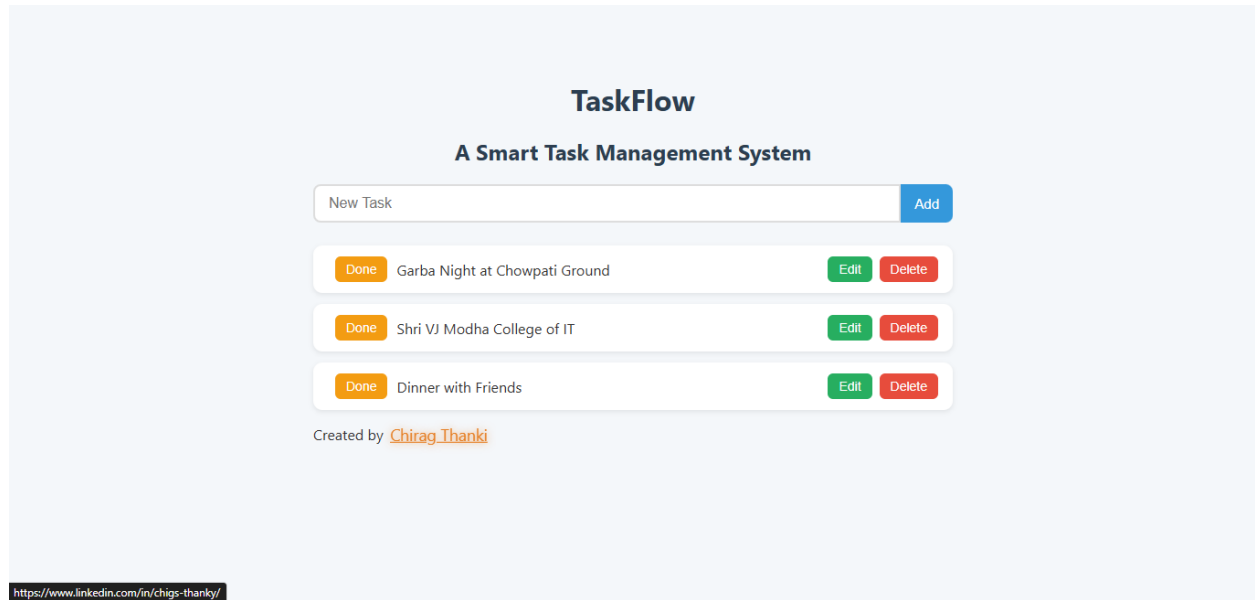 TaskFlow
A Smart Task Management System
New Task Add
Done Garba Night at Chowpati Ground Edit Delete
Done Shri VJ Modha College of IT Edit Delete
Done Dinner with Friends Edit Delete
Created by Chirag Thanki
https://www.linkedin.com/in/chigs-thanky/